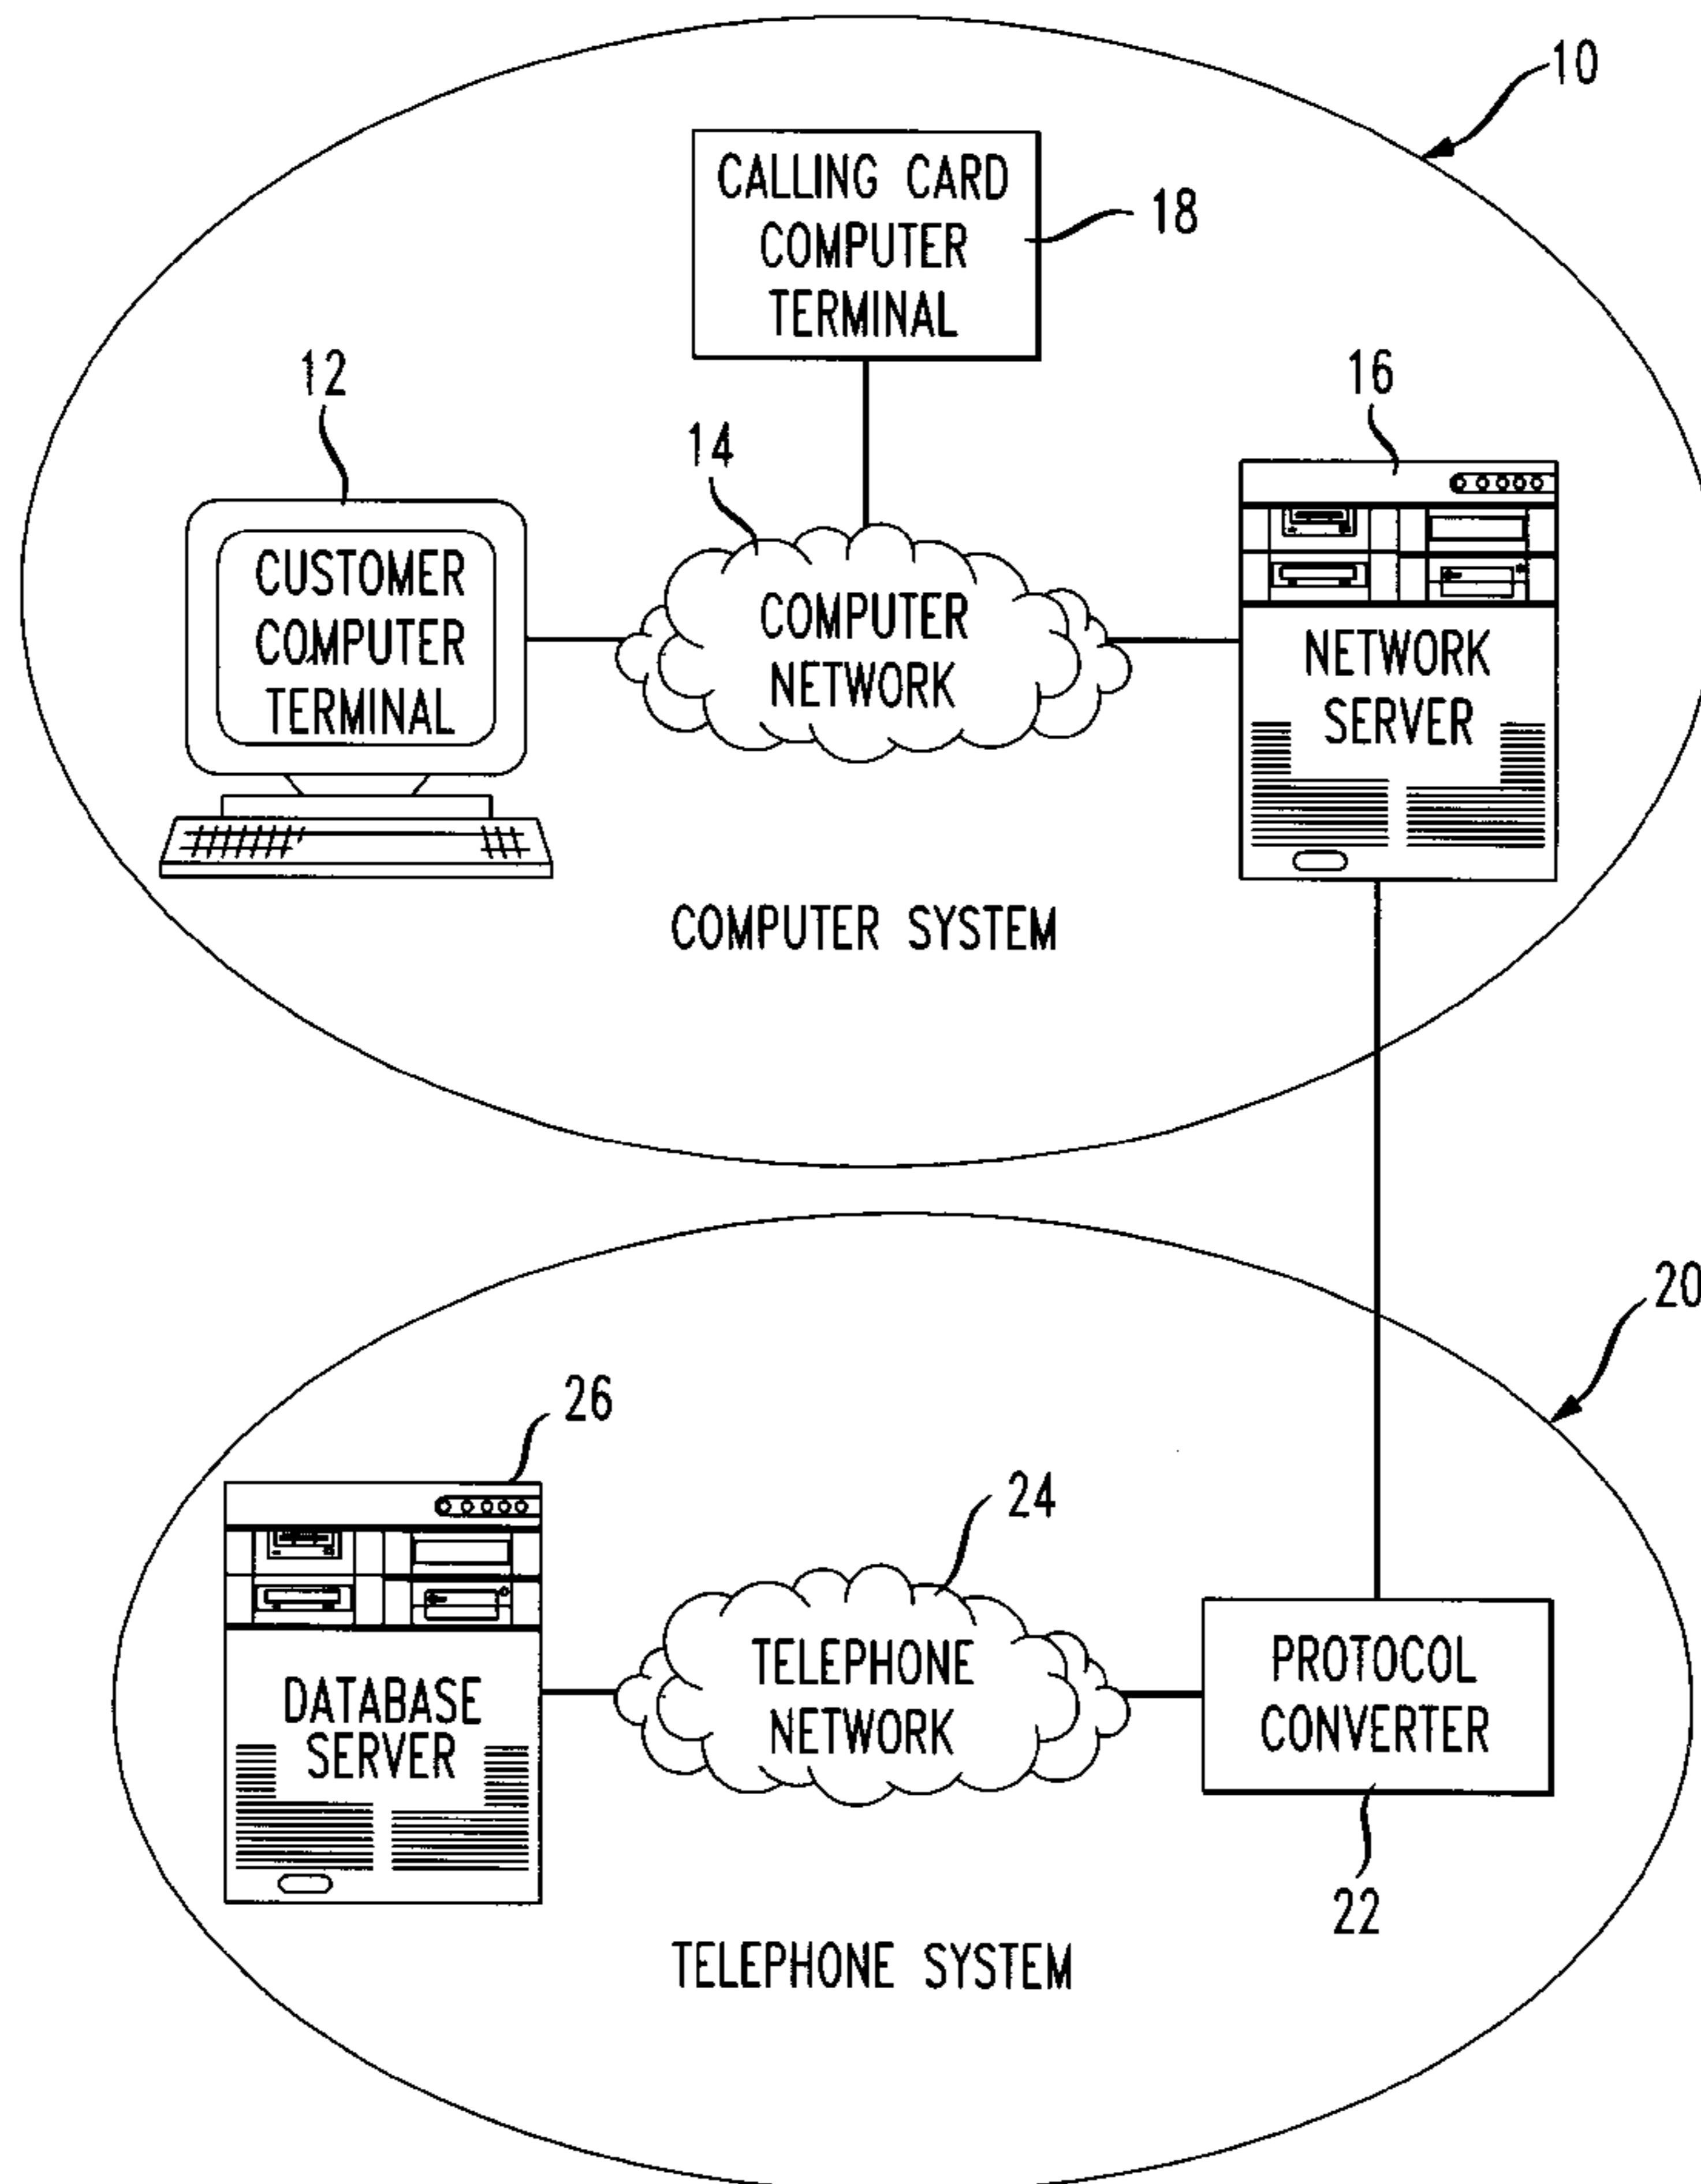 10
CALLING CARD
COMPUTER
TERMINAL
18
12
14
16
CUSTOMER
COMPUTER
TERMINAL
COMPUTER
NETWORK
NETWORK
SERVER
COMPUTER SYSTEM
20
26
24
DATABASE
SERVER
TELEPHONE
NETWORK
PROTOCOL
CONVERTER
22
TELEPHONE SYSTEM